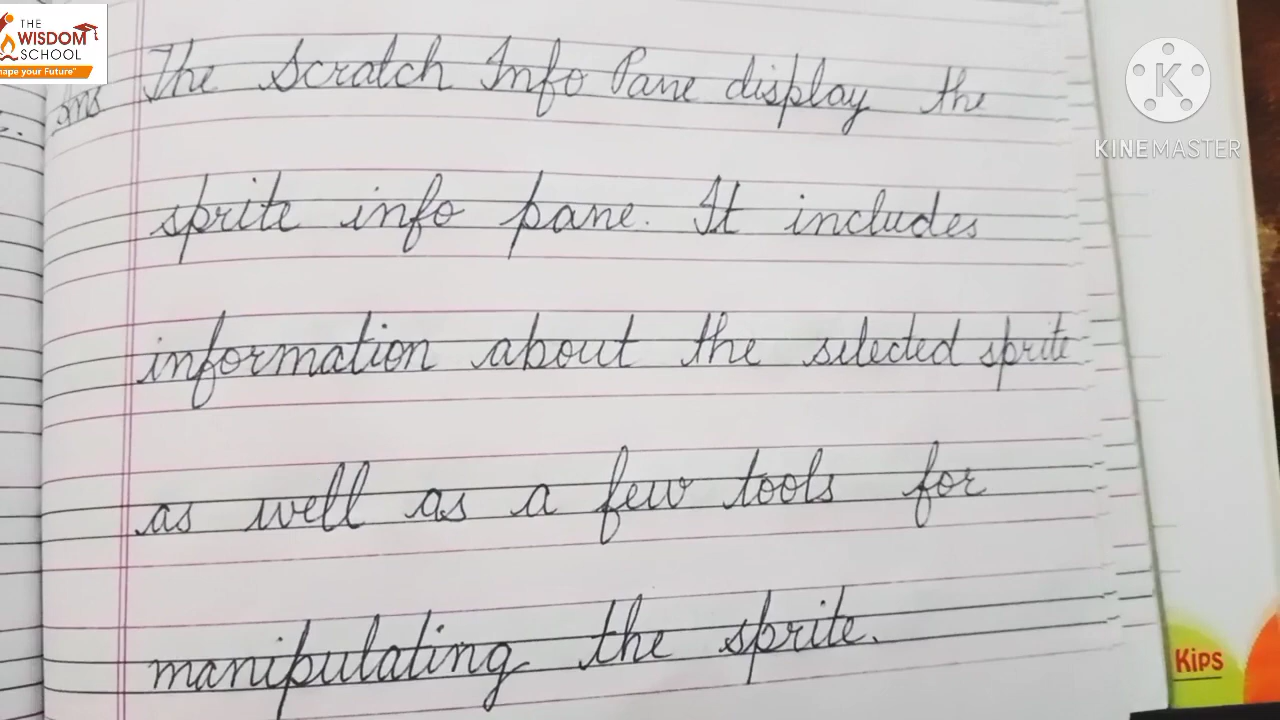 THE
WISDOM
SCHOOL
hape your Future"
KINEMASTER
Ans The Scratch Info Pane display the
sprite info pane. It includes
information about the selected sprite
as well as a few tools for
manipulating the sprite.
Kips